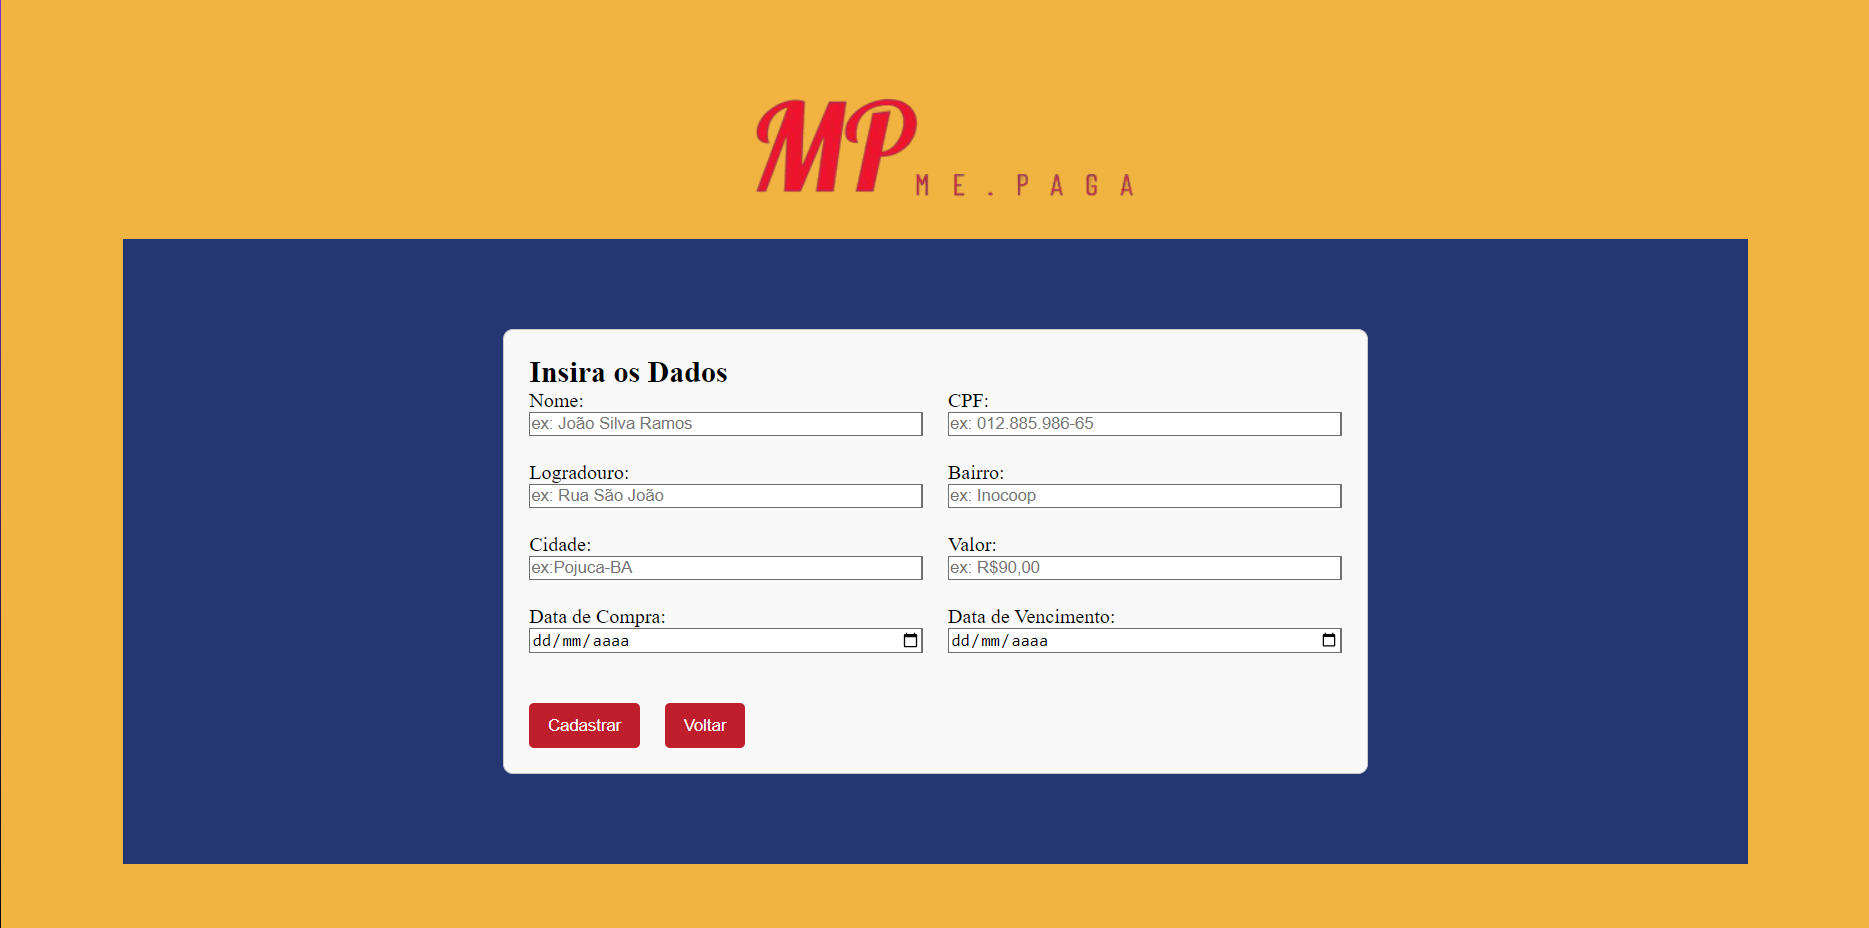 MP
ME.PAGA
Insira os Dados
Nome: CPF:
ex: João Silva Ramos ex: 012.885.986-65
Logradouro: Bairro:
ex: Rua São João ex: Inocoop
Cidade: Valor:
ex:Pojuca-BA ex: R$90,00
Data de Compra: Data de Vencimento:
dd/mm/aaaa dd/mm/aaaa
Cadastrar Voltar